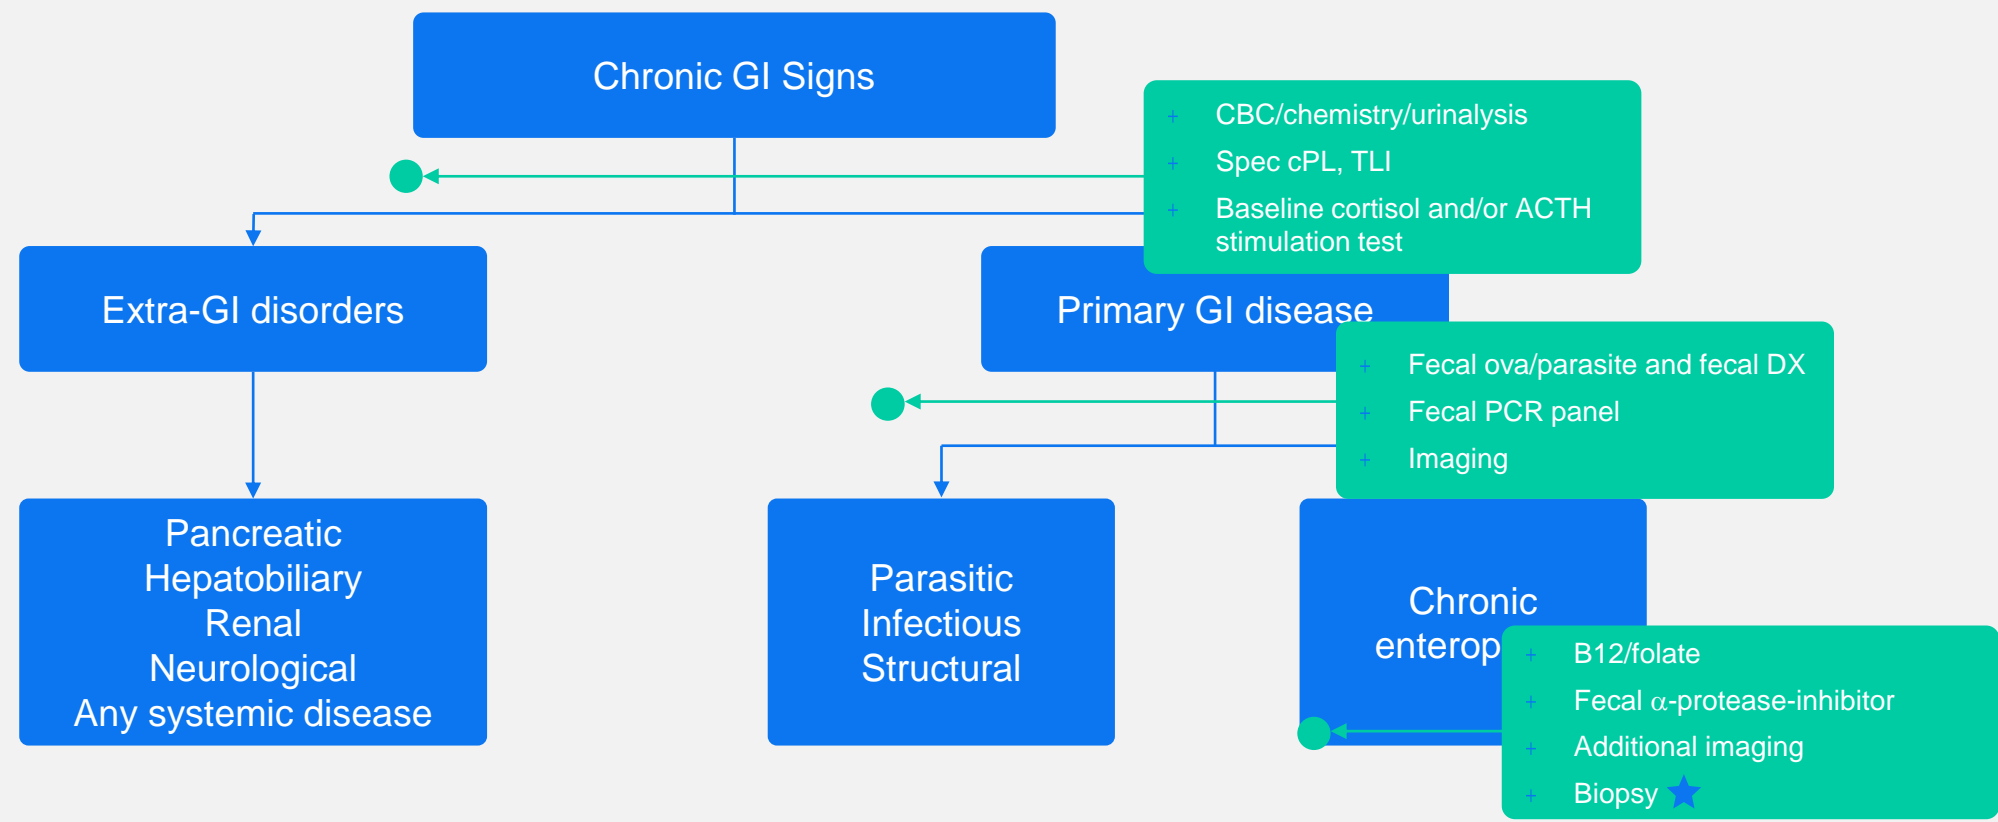 Chronic GI Signs
+ CBC/chemistry/urinalysis
+ Spec cPL, TLI
+ Baseline cortisol and/or ACTH
stimulation test
Extra-GI disorders
Primary GI disease
+ Fecal ova/parasite and fecal DX
+ Fecal PCR panel
+ Imaging
Pancreatic
Hepatobiliary
Renal
Neurological
Any systemic disease
Parasitic
Infectious
Structural
Chronic
enterop
+ B12/folate
+ Fecal α-protease-inhibitor
+ Additional imaging
+ Biopsy